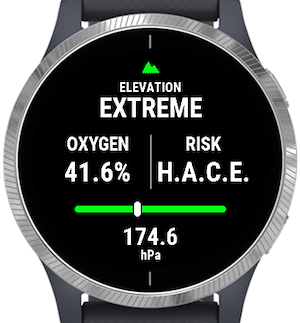 ELEVATION
EXTREME
OXYGEN RISK
41.6% H.A.C.E.
174.6
hPa